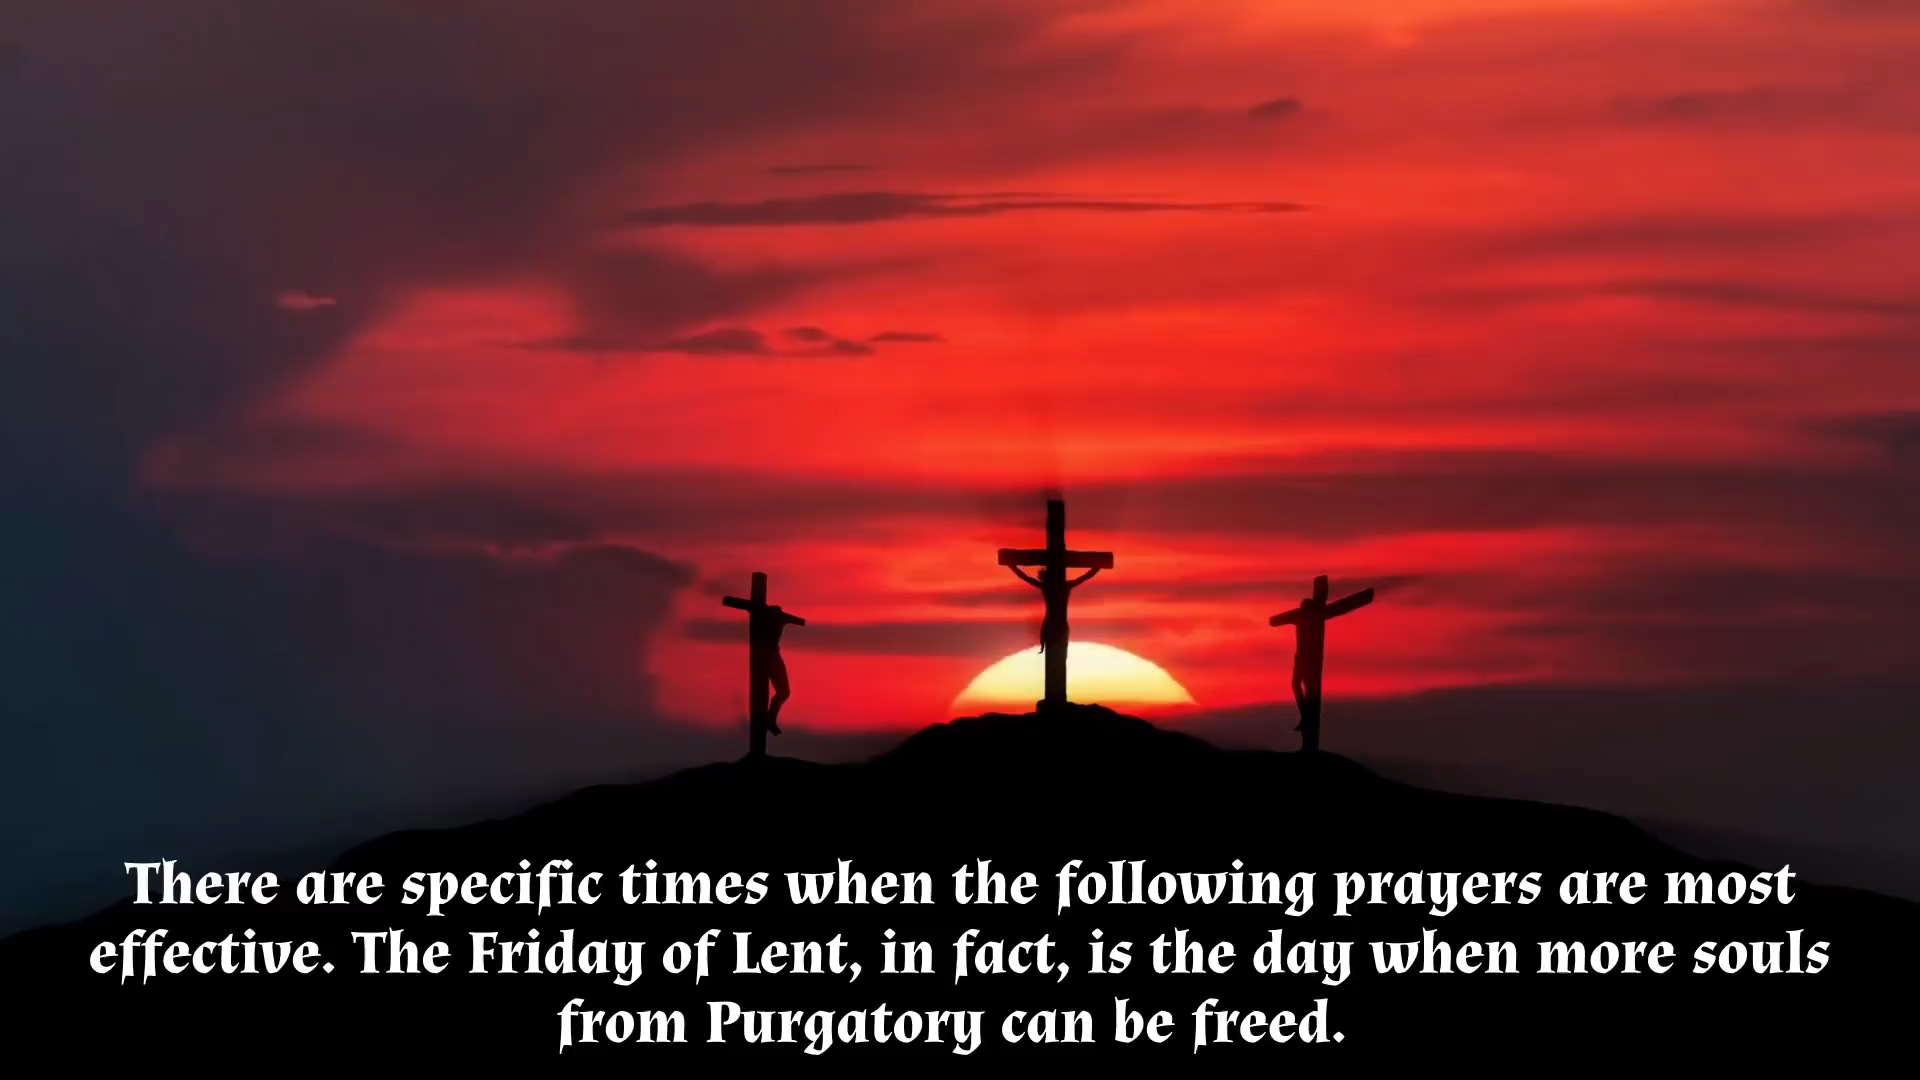 There are specific times when the following prayers are most
effective. The Friday of Lent, in fact, is the day when more souls
from Purgatory can be freed.